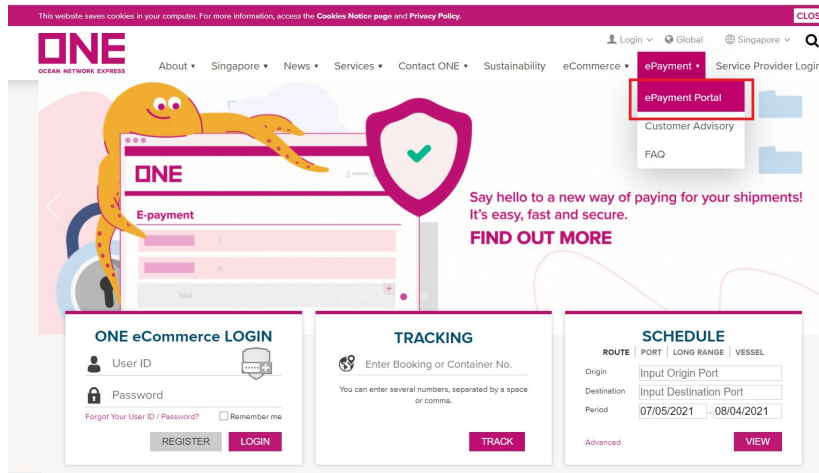 This website saves cookies in your computer. For more information, access the Cookies Notice page and Privacy Policy.
CLOS
Login Global Singapore
ONE
OCEAN NETWORK EXPRESS
About Singapore News Services Contact ONE Sustainability eCommerce ePayment Service Provider Login
ePayment Portal
Customer Advisory
FAQ
ONE
E-payment
Total
Say hello to a new way of paying for your shipments!
It's easy, fast and secure.
FIND OUT MORE
ONE eCommerce LOGIN
User ID
Password
Forgot Your User ID / Password? Remember me
REGISTER LOGIN
TRACKING
Enter Booking or Container No.
You can enter several numbers, separated by a space
or comma.
TRACK
SCHEDULE
ROUTE | PORT | LONG RANGE | VESSEL
Origin Input Origin Port
Destination Input Destination Port
Period 07/05/2021 - 08/04/2021
Advanced VIEW